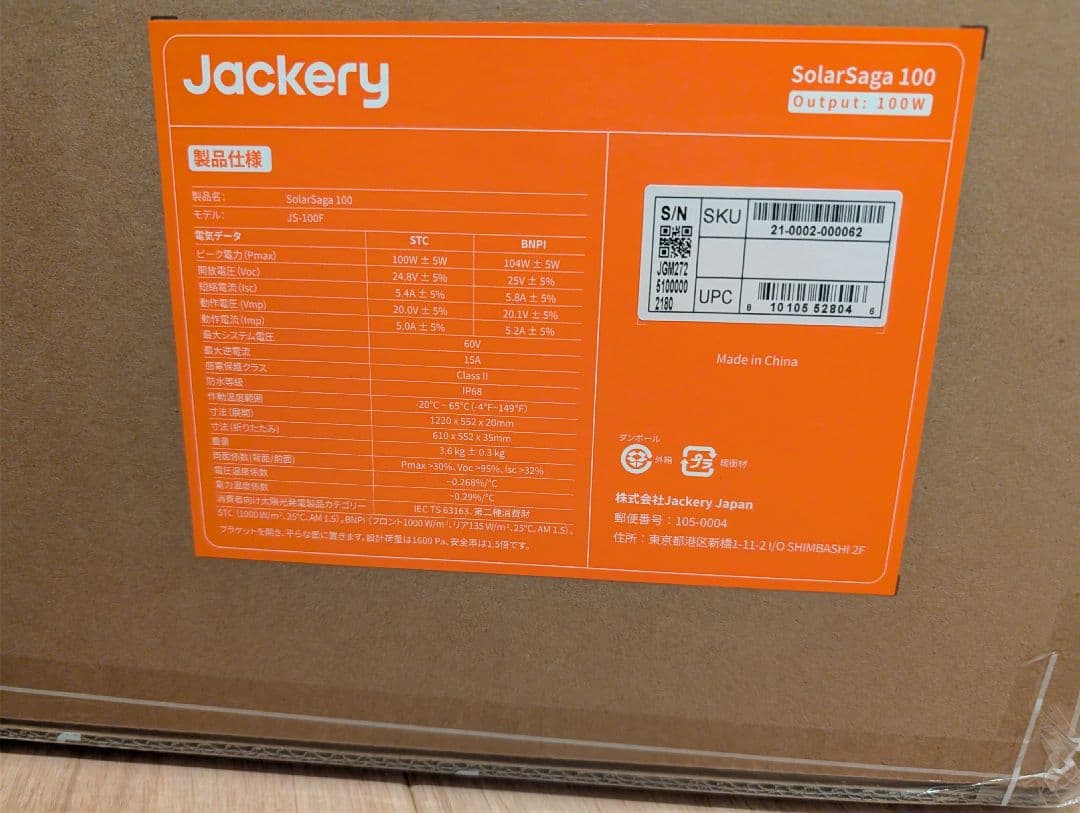 Jackery
SolarSaga 100
Output: 100W
製品仕様
製品名: SolarSaga 100
モデル: JS-100F
電気データ STC BNPI
ピーク電力(Pmax) 100W ± 5W 104W ± 5W
開放電圧(Voc) 24.8V ± 5% 25V ± 5%
短絡電流(Isc) 5.4A ± 5% 5.8A ± 5%
動作電圧(Vmp) 20.0V ± 5% 20.1V ± 5%
動作電流(Imp) 5.0A ± 5% 5.2A ± 5%
最大システム電圧 60V
最大逆電流 15A
感電保護クラス Class II
防水等級 IP68
作動温度範囲 -20°C ~ 65°C (-4°F~149°F)
寸法(展開) 1220 x 552 x 20mm
寸法(折りたたみ) 610 x 552 x 35mm
重量 3.6 kg ± 0.3 kg
両面係数(背面/前面) Pmax >30%, Voc >95%, Isc >32%
電圧温度係数 -0.268%/°C
電力温度係数 -0.29%/°C
消費者向け太陽光発電製品カテゴリー IEC TS 63163, 第二種消費財
STC (1000 W/m², 25°C, AM 1.5)。BNPI (フロント1000 W/m², リア135 W/m², 25°C, AM 1.5)。
ブラケットを開き、平らな面に置きます。設計荷重は1600 Pa、安全率は1.5倍です。
S/N
JGM272
5100000
2180
SKU
21-0002-000062
UPC
8 10105 52804 6
Made in China
ダンボール
外箱
プラ
緩衝材
株式会社Jackery Japan
郵便番号：105-0004
住所：東京都港区新橋1-11-2 I/O SHIMBASHI 2F